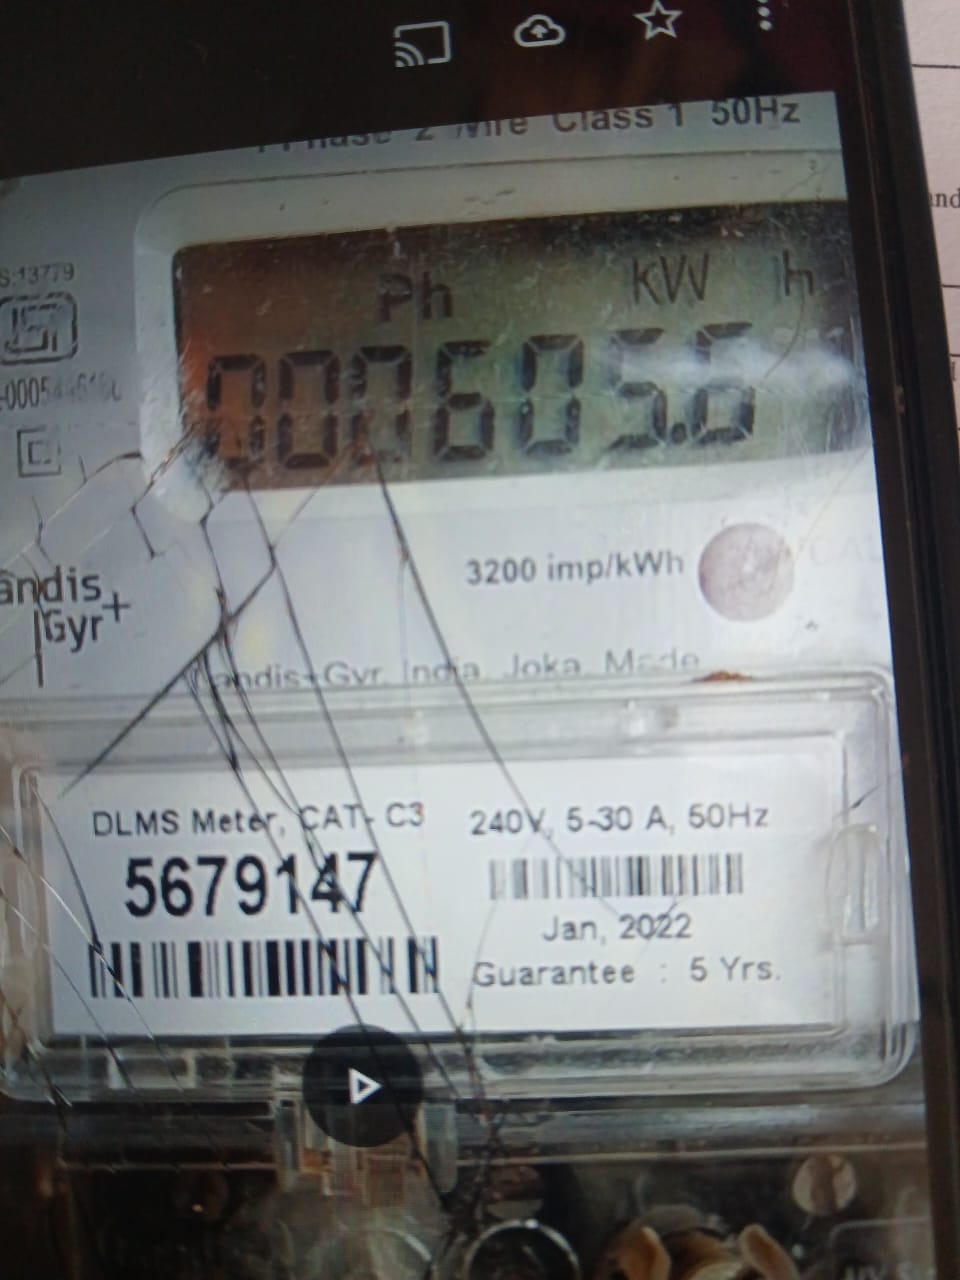 Phase 2 Wire Class 1 50Hz
S:13779
Ph kW h
000605.6
andis
Gyr+
3200 imp/kWh
Landis+Gyr, India, Joka, Made
DLMS Meter, CAT- C3
5679147
240V, 5-30 A, 50Hz
Jan, 2022
Guarantee : 5 Yrs.